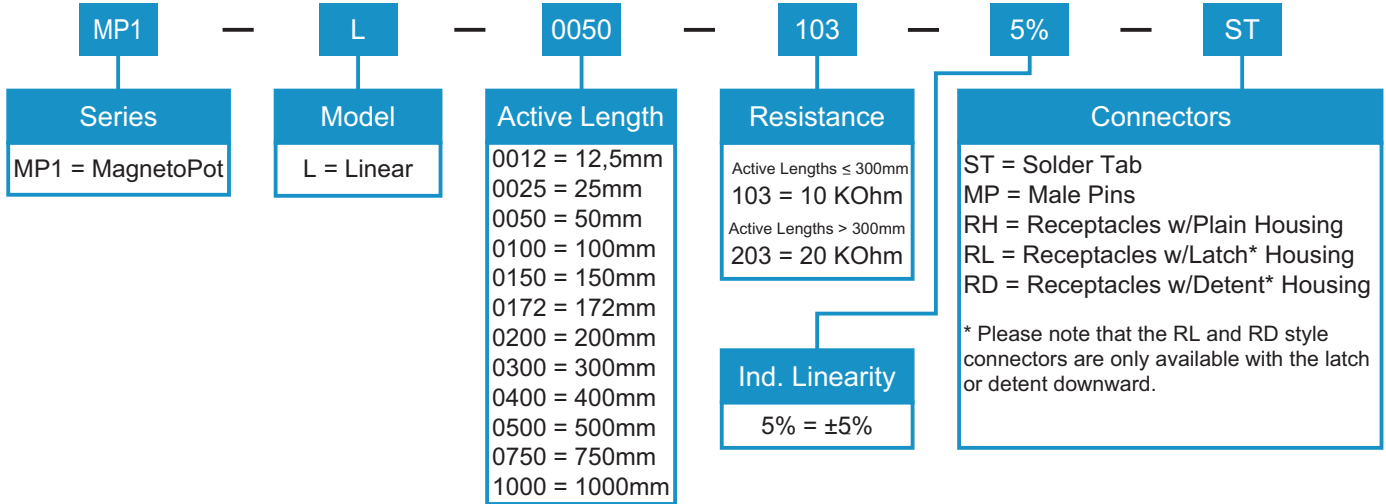 MP1 — L — 0050 — 103 — 5% — ST
Series
MP1 = MagnetoPot
Model
L = Linear
Active Length
0012 = 12,5mm
0025 = 25mm
0050 = 50mm
0100 = 100mm
0150 = 150mm
0172 = 172mm
0200 = 200mm
0300 = 300mm
0400 = 400mm
0500 = 500mm
0750 = 750mm
1000 = 1000mm
Resistance
Active Lengths ≤ 300mm
103 = 10 KOhm
Active Lengths > 300mm
203 = 20 KOhm
Ind. Linearity
5% = ±5%
Connectors
ST = Solder Tab
MP = Male Pins
RH = Receptacles w/Plain Housing
RL = Receptacles w/Latch* Housing
RD = Receptacles w/Detent* Housing
* Please note that the RL and RD style
connectors are only available with the latch
or detent downward.